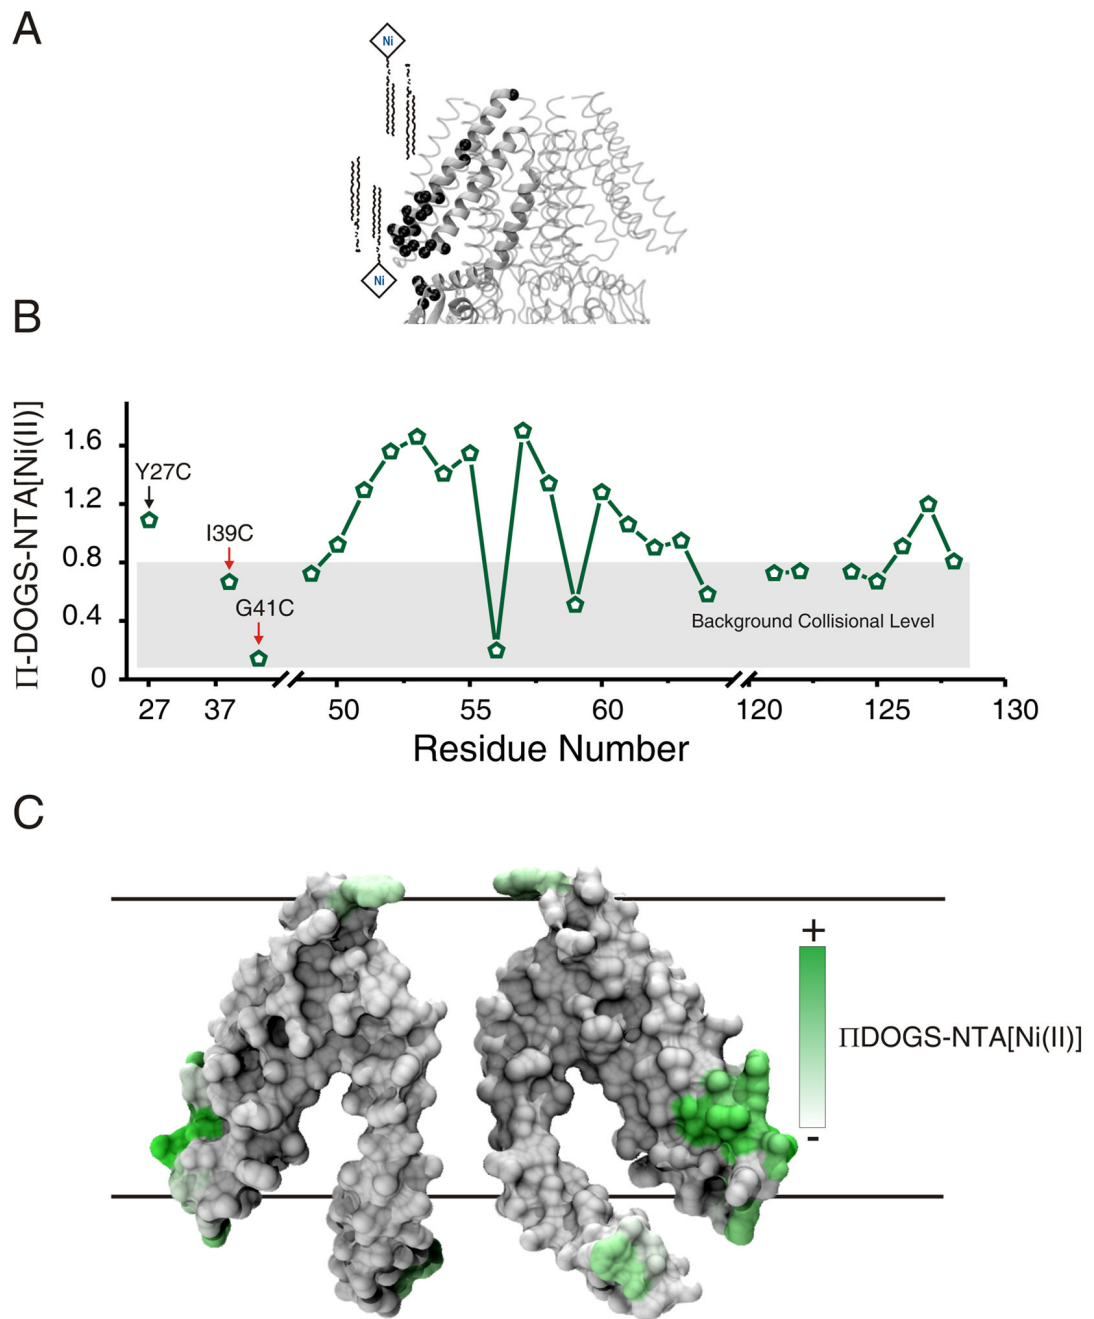 A
Ni
Ni
B
Π-DOGS-NTA[Ni(II)]
1.6
1.2
0.8
0.4
0
Y27C
I39C
G41C
Background Collisional Level
27 37 50 55 60 120 125 130
Residue Number
C
+
ΠDOGS-NTA[Ni(II)]
-